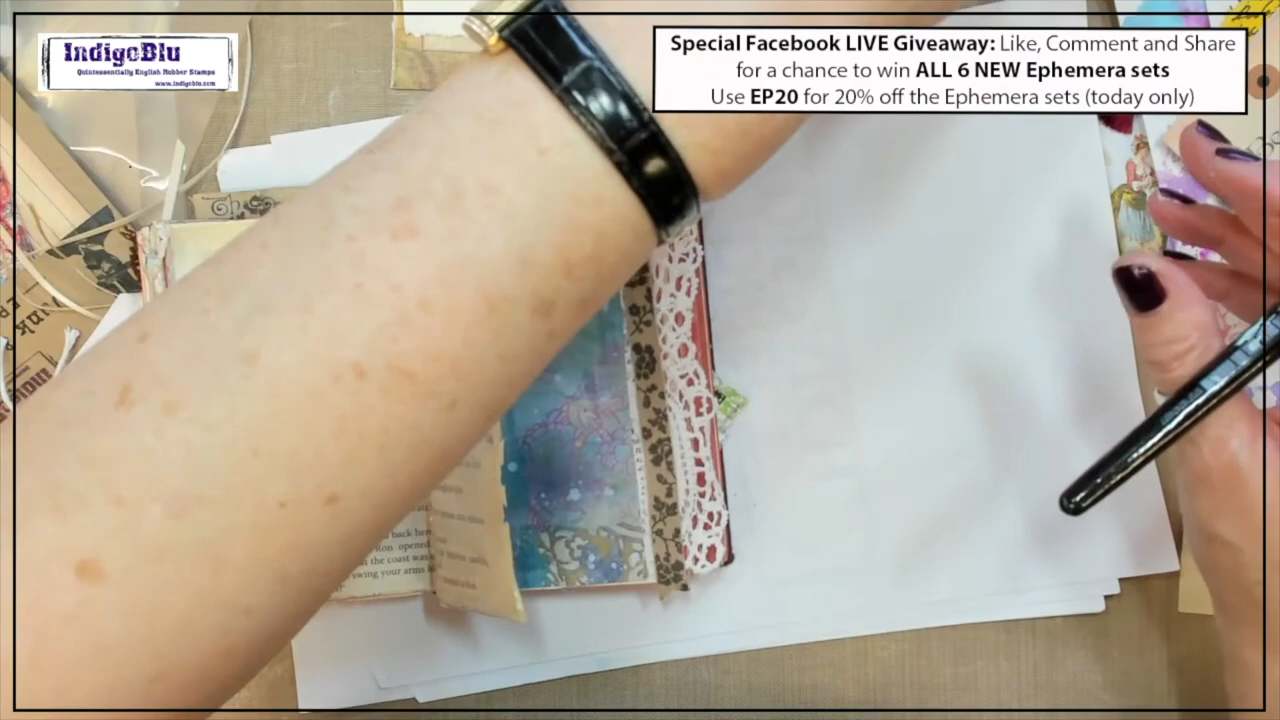 IndigoBlu
Quintessentially English Rubber Stamps
www.indigoblu.com
Special Facebook LIVE Giveaway: Like, Comment and Share
for a chance to win ALL 6 NEW Ephemera sets
Use EP20 for 20% off the Ephemera sets (today only)
back her
Ron opened
the coast was
swing your arms